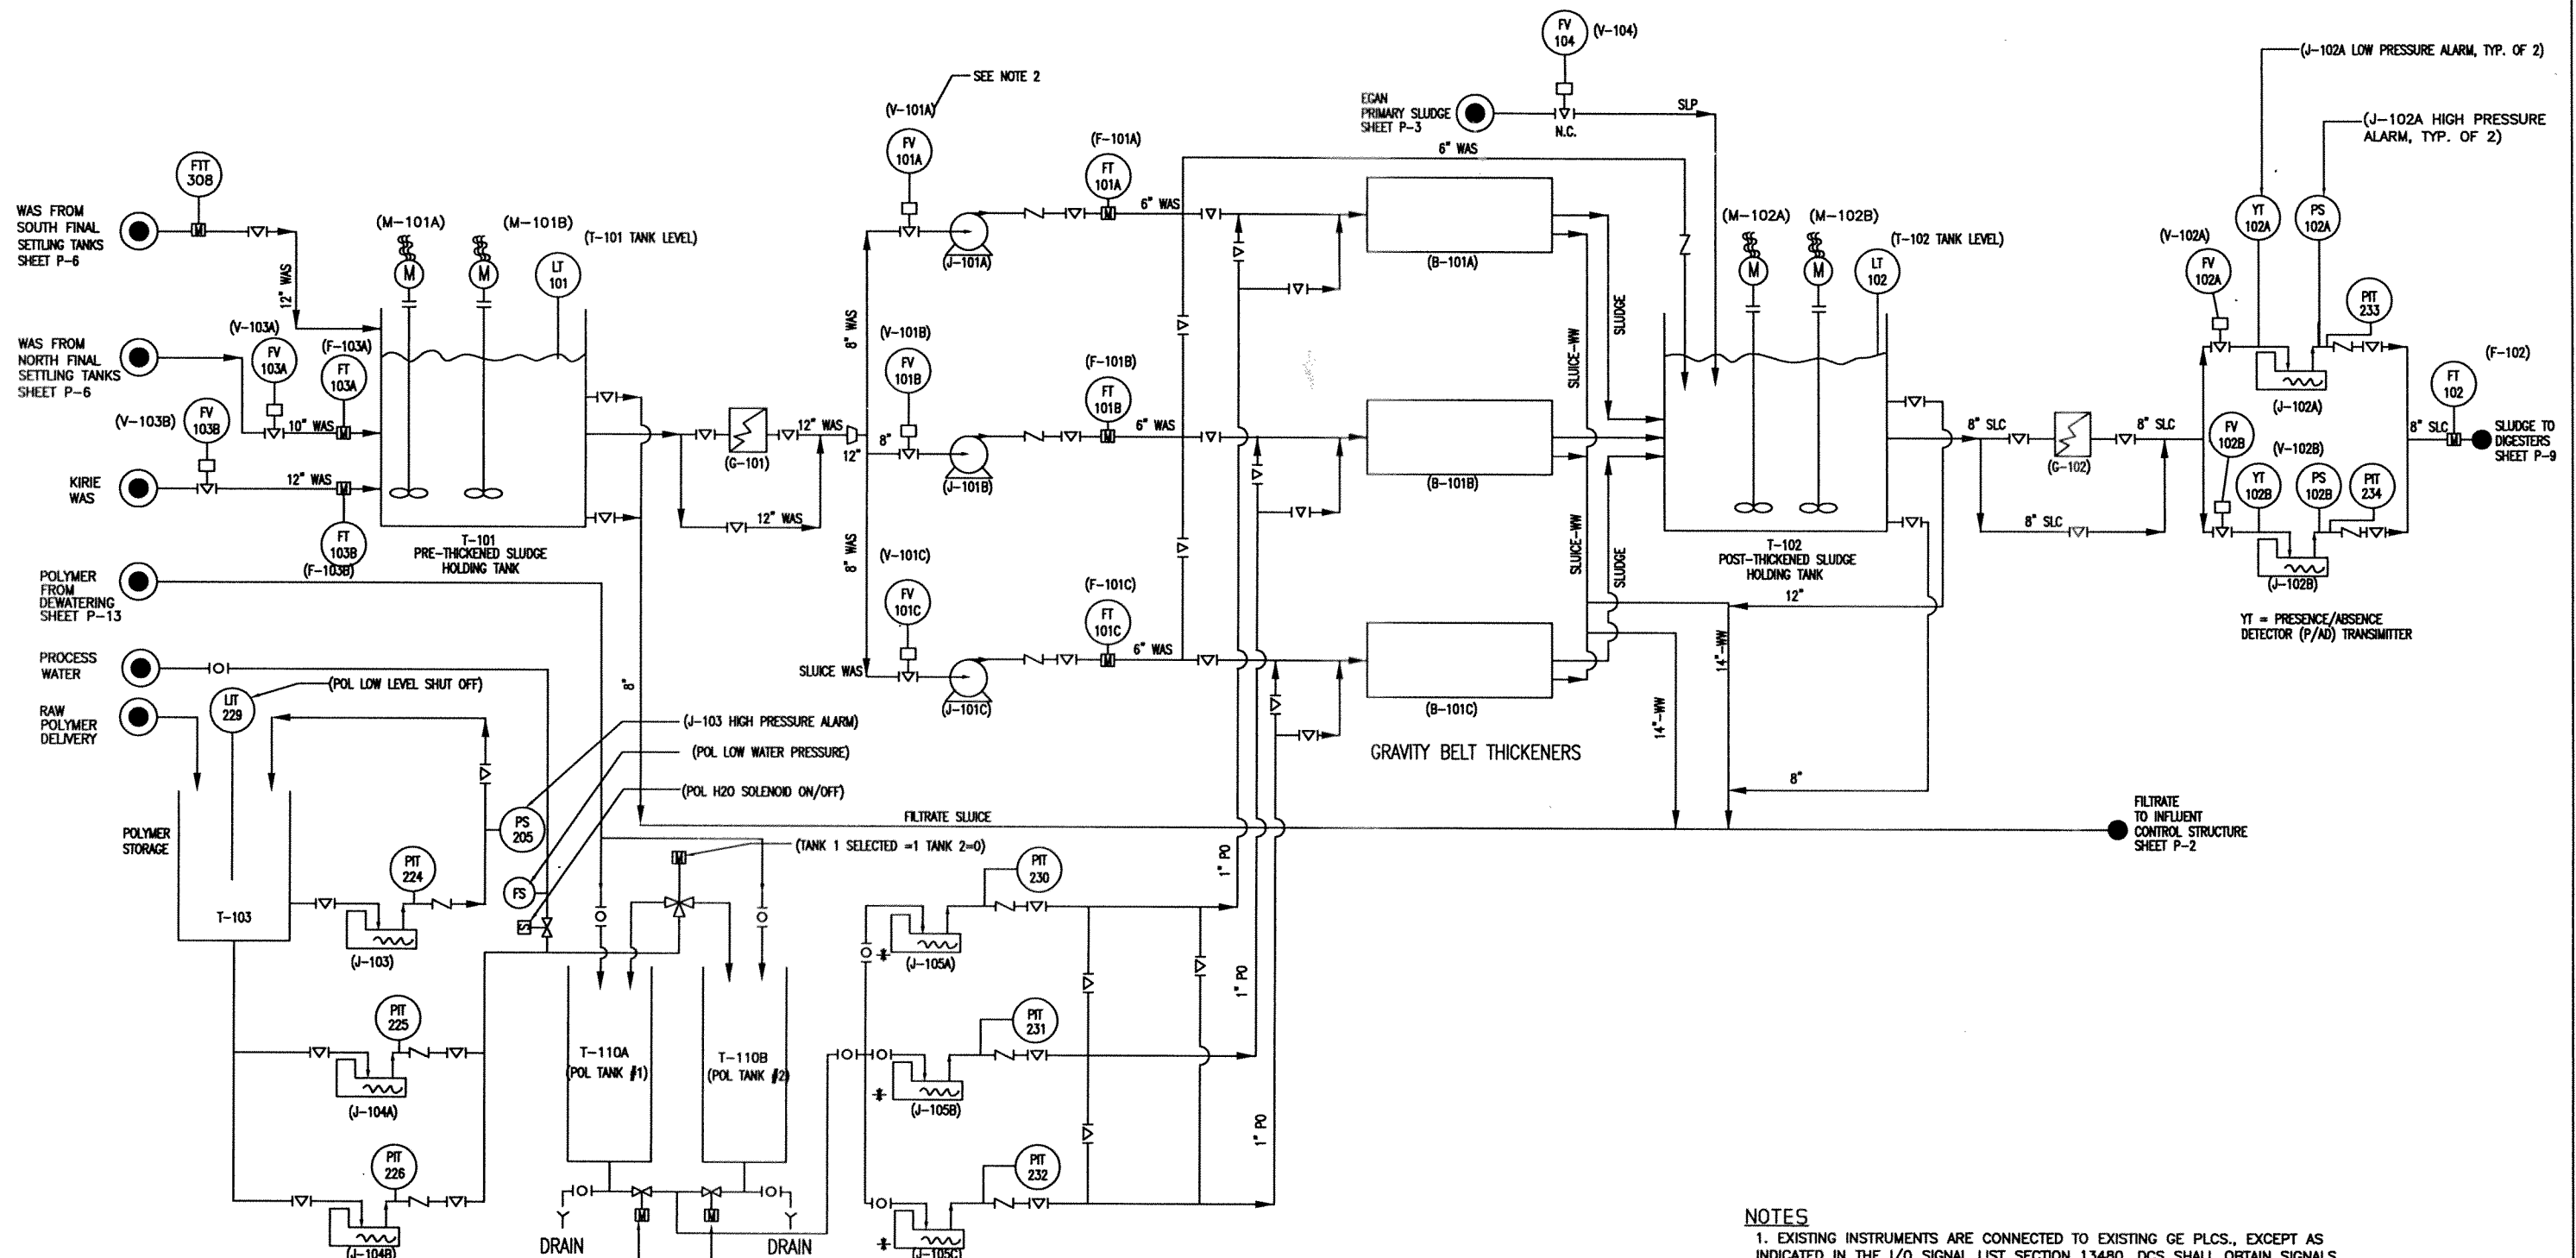 FV
104
(V-104)
(J-102A LOW PRESSURE ALARM, TYP. OF 2)
SEE NOTE 2
(V-101A)
EGAN
PRIMARY SLUDGE
SHEET P-3
SLP
N.C.
(J-102A HIGH PRESSURE
ALARM, TYP. OF 2)
FIT
308
FV
101A
(F-101A)
FT
101A
6" WAS
6" WAS
WAS FROM
SOUTH FINAL
SETTLING TANKS
SHEET P-6
M
(M-101A)
(M-101B)
(T-101 TANK LEVEL)
M
M
LT
101
12" WAS
(J-101A)
M
(B-101A)
(M-102A)
(M-102B)
(T-102 TANK LEVEL)
M
M
LT
102
(V-102A)
FV
102A
YT
102A
PS
102A
PIT
233
WAS FROM
NORTH FINAL
SETTLING TANKS
SHEET P-6
(V-103A)
FV
103A
(F-103A)
FT
103A
10" WAS
M
8" WAS
(V-101B)
FV
101B
(F-101B)
FT
101B
6" WAS
M
SLUDGE
SLUICE-WW
(J-102A)
(F-102)
FT
102
(V-103B)
FV
103B
KIRIE
WAS
12" WAS
M
FT
103B
(F-103B)
T-101
PRE-THICKENED SLUDGE
HOLDING TANK
(G-101)
12" WAS
12" WAS
8"
12"
(J-101B)
(B-101B)
8" SLC
(G-102)
8" SLC
8" SLC
FV
102B
(V-102B)
YT
102B
PS
102B
PIT
234
8" SLC
M
SLUDGE TO
DIGESTERS
SHEET P-9
(J-102B)
T-102
POST-THICKENED SLUDGE
HOLDING TANK
YT = PRESENCE/ABSENCE
DETECTOR (P/AD) TRANSIMITTER
POLYMER
FROM
DEWATERING
SHEET P-13
8" WAS
(V-101C)
FV
101C
(F-101C)
FT
101C
6" WAS
M
SLUICE WAS
(J-101C)
SLUICE-WW
SLUDGE
(B-101C)
12"
14"-WW
14"-WW
8"
GRAVITY BELT THICKENERS
PROCESS
WATER
LIT
229
(POL LOW LEVEL SHUT OFF)
8"
RAW
POLYMER
DELIVERY
(J-103 HIGH PRESSURE ALARM)
(POL LOW WATER PRESSURE)
(POL H2O SOLENOID ON/OFF)
PS
205
FILTRATE SLUICE
FILTRATE
TO INFLUENT
CONTROL STRUCTURE
SHEET P-2
POLYMER
STORAGE
T-103
PIT
224
(J-103)
FS
S
M
(TANK 1 SELECTED =1 TANK 2=0)
PIT
230
1" PO
(J-105A)
PIT
225
(J-104A)
T-110A
(POL TANK #1)
T-110B
(POL TANK #2)
PIT
231
1" PO
(J-105B)
PIT
226
(J-104B)
M
M
DRAIN
DRAIN
PIT
232
1" PO
(J-105C)
NOTES
1. EXISTING INSTRUMENTS ARE CONNECTED TO EXISTING GE PLCS., EXCEPT AS
INDICATED IN THE I/O SIGNAL LIST SECTION 13480. DCS SHALL OBTAIN SIGNALS